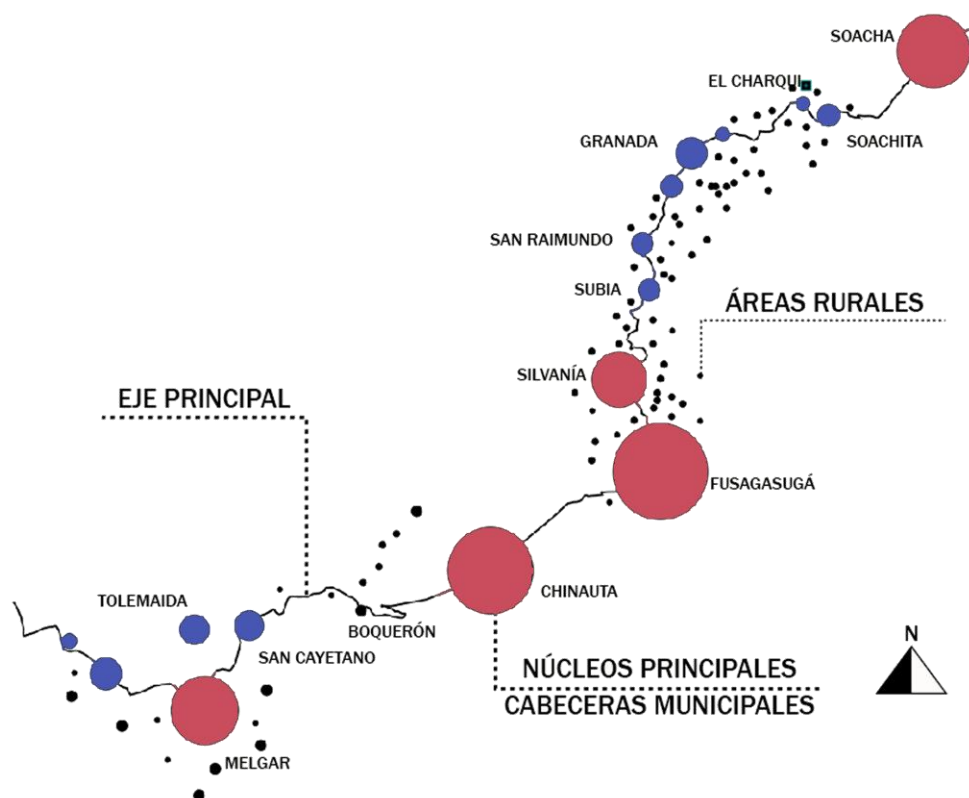 SOACHA
EL CHARQUI
SOACHITA
GRANADA
SAN RAIMUNDO
SUBIA
ÁREAS RURALES
SILVANÍA
EJE PRINCIPAL
FUSAGASUGÁ
CHINAUTA
TOLEMAIDA
BOQUERÓN
SAN CAYETANO
N
NÚCLEOS PRINCIPALES
CABECERAS MUNICIPALES
MELGAR